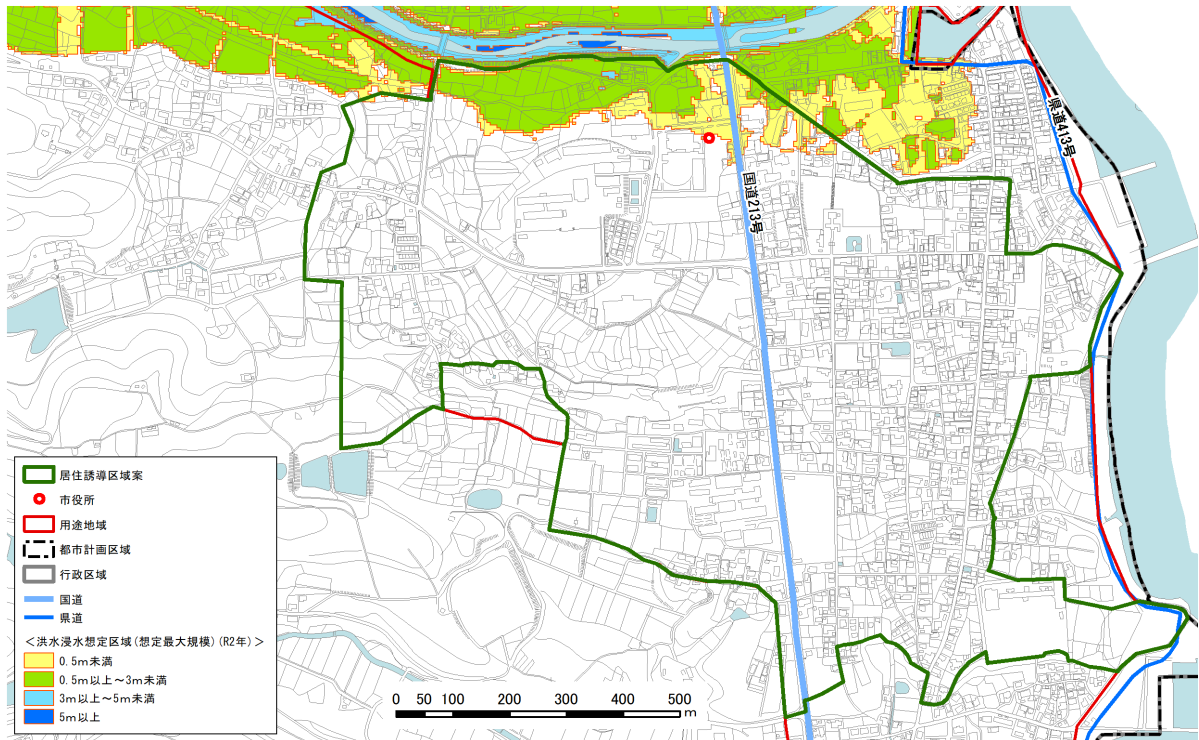 県道413号
国道213号
居住誘導区域案
市役所
用途地域
都市計画区域
行政区域
国道
県道
＜洪水浸水想定区域(想定最大規模)(R2年)＞
0.5m未満
0.5m以上～3m未満
3m以上～5m未満
5m以上
0 50 100 200 300 400 500
m